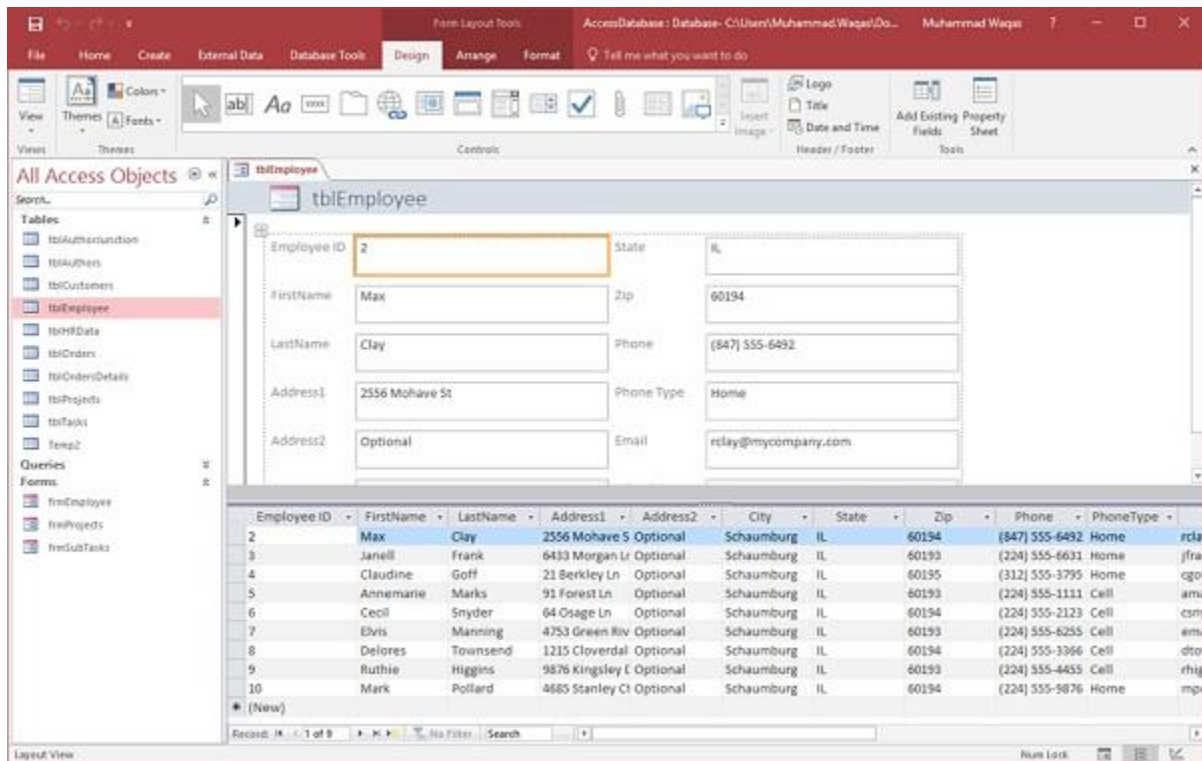 Form Layout Tools
AccessDatabase : Database- C:\Users\Muhammad.Waqas\Do...
Muhammad Waqas
?
File Home Create External Data Database Tools Design Arrange Format Tell me what you want to do
View
Themes
Colors
Fonts
Insert Image
Logo
Title
Date and Time
Add Existing Fields
Property Sheet
Views Themes Controls Header / Footer Tools
All Access Objects
Search...
Tables
tblAuthorJunction
tblAuthors
tblCustomers
tblEmployee
tblHRData
tblOrders
tblOrdersDetails
tblProjects
tblTasks
Temp2
Queries
Forms
frmEmployee
frmProjects
frmSubTasks
tblEmployee
tblEmployee
Employee ID 2 State IL
FirstName Max Zip 60194
LastName Clay Phone (847) 555-6492
Address1 2556 Mohave St Phone Type Home
Address2 Optional Email rclay@mycompany.com
Employee ID FirstName LastName Address1 Address2 City State Zip Phone PhoneType
2 Max Clay 2556 Mohave S Optional Schaumburg IL 60194 (847) 555-6492 Home rcla
3 Janell Frank 6433 Morgan Ln Optional Schaumburg IL 60193 (224) 555-6631 Home jfra
4 Claudine Goff 21 Berkley Ln Optional Schaumburg IL 60195 (312) 555-3795 Home cgo
5 Annemarie Marks 91 Forest Ln Optional Schaumburg IL 60193 (224) 555-1111 Cell ama
6 Cecil Snyder 64 Osage Ln Optional Schaumburg IL 60194 (224) 555-2123 Cell csn
7 Elvis Manning 4753 Green Riv Optional Schaumburg IL 60193 (224) 555-6255 Cell em
8 Delores Townsend 1215 Cloverdal Optional Schaumburg IL 60194 (224) 555-3366 Cell dto
9 Ruthie Higgins 9876 Kingsley Optional Schaumburg IL 60193 (224) 555-4455 Cell rhig
10 Mark Pollard 4685 Stanley Optional Schaumburg IL 60194 (224) 555-9876 Home
(New)
Record: 1 of 9 No Filter Search
Layout View Num Lock